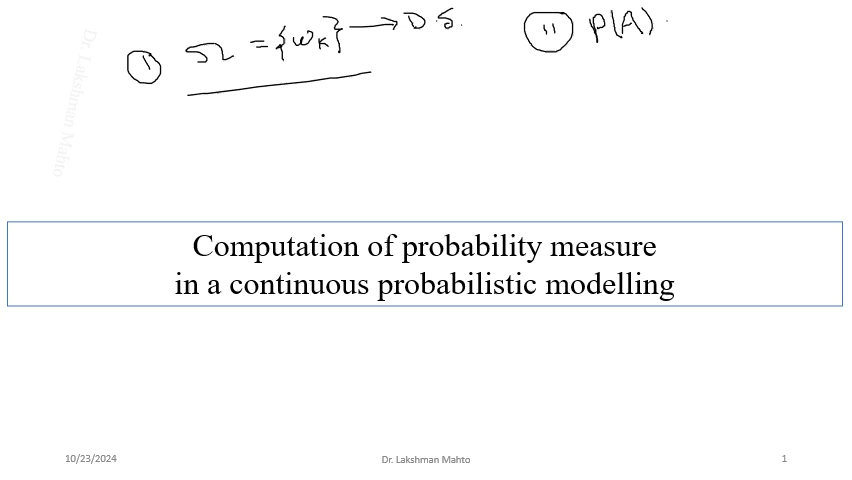 ① Ω = {ωₖ} → D.S.
⑪ P(A).
Dr. Lakshman Mahto
Computation of probability measure
in a continuous probabilistic modelling
10/23/2024
Dr. Lakshman Mahto
1